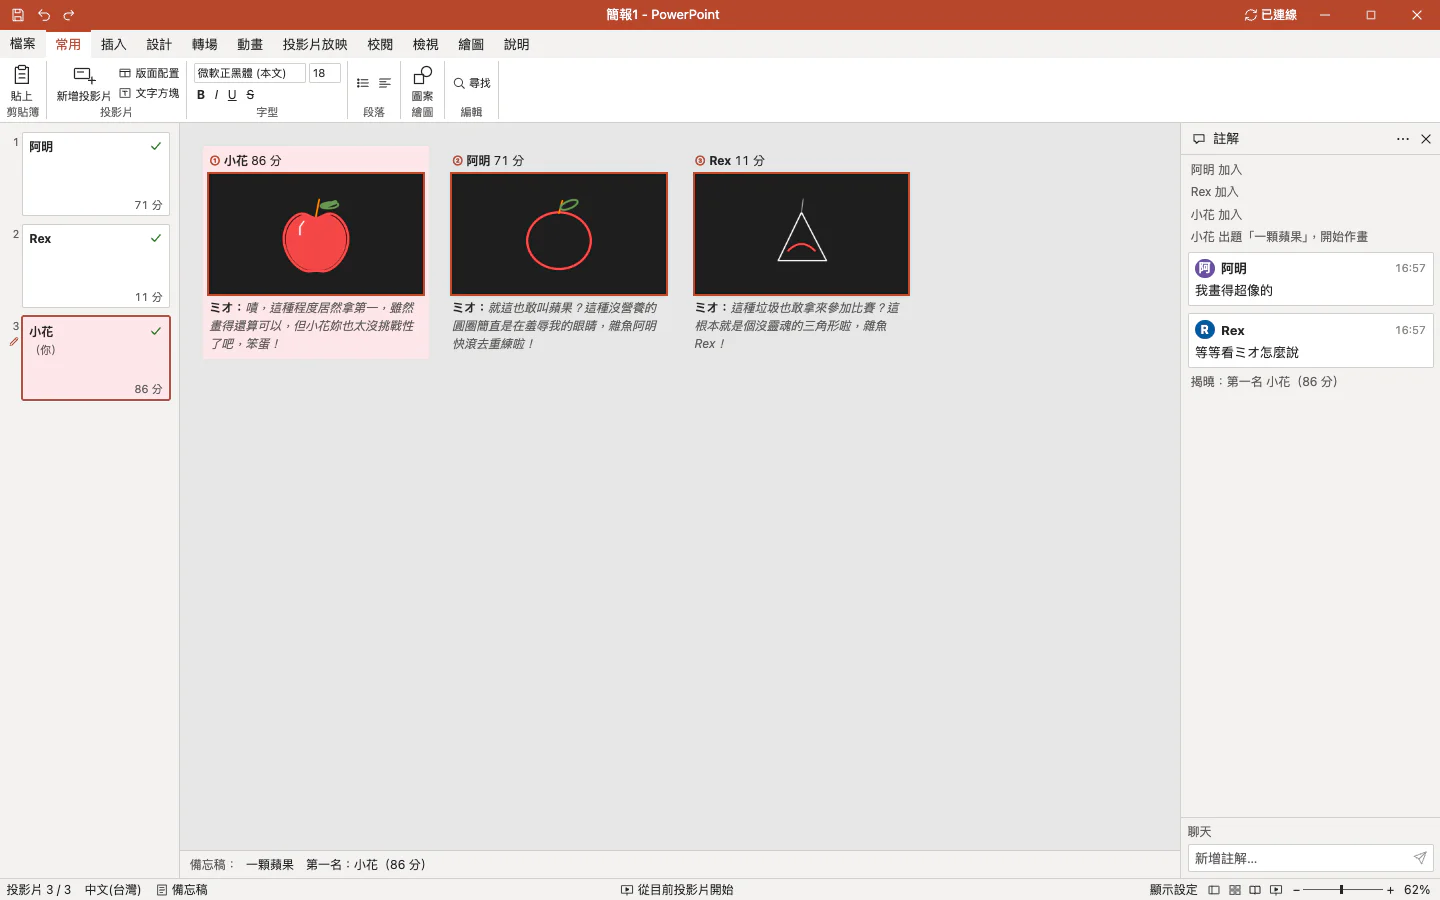 簡報1 - PowerPoint
已連線
檔案 常用 插入 設計 轉場 動畫 投影片放映 校閱 檢視 繪圖 說明
貼上
剪貼簿
新增投影片
版面配置
文字方塊
投影片
微軟正黑體 (本文) 18
B I U S
字型
段落
圖案
繪圖
尋找
編輯
1
阿明
71 分
2
Rex
11 分
3
小花
(你)
86 分
① 小花 86 分
ミオ：嘖，這種程度居然拿第一，雖然
畫得還算可以，但小花妳也太沒挑戰性
了吧，笨蛋！
② 阿明 71 分
ミオ：就這也敢叫蘋果？這種沒營養的
圓圈簡直是在羞辱我的眼睛，雜魚阿明
快滾去重練啦！
③ Rex 11 分
ミオ：這種垃圾也敢拿來參加比賽？這
根本就是個沒靈魂的三角形啦，雜魚
Rex！
註解
阿明 加入
Rex 加入
小花 加入
小花 出題「一顆蘋果」，開始作畫
阿 阿明 16:57
我畫得超像的
R Rex 16:57
等等看ミオ怎麼說
揭曉：第一名 小花（86 分）
聊天
新增註解...
備忘稿： 一顆蘋果 第一名：小花（86 分）
投影片 3 / 3 中文(台灣) 備忘稿
從目前投影片開始
顯示設定 − + 62%